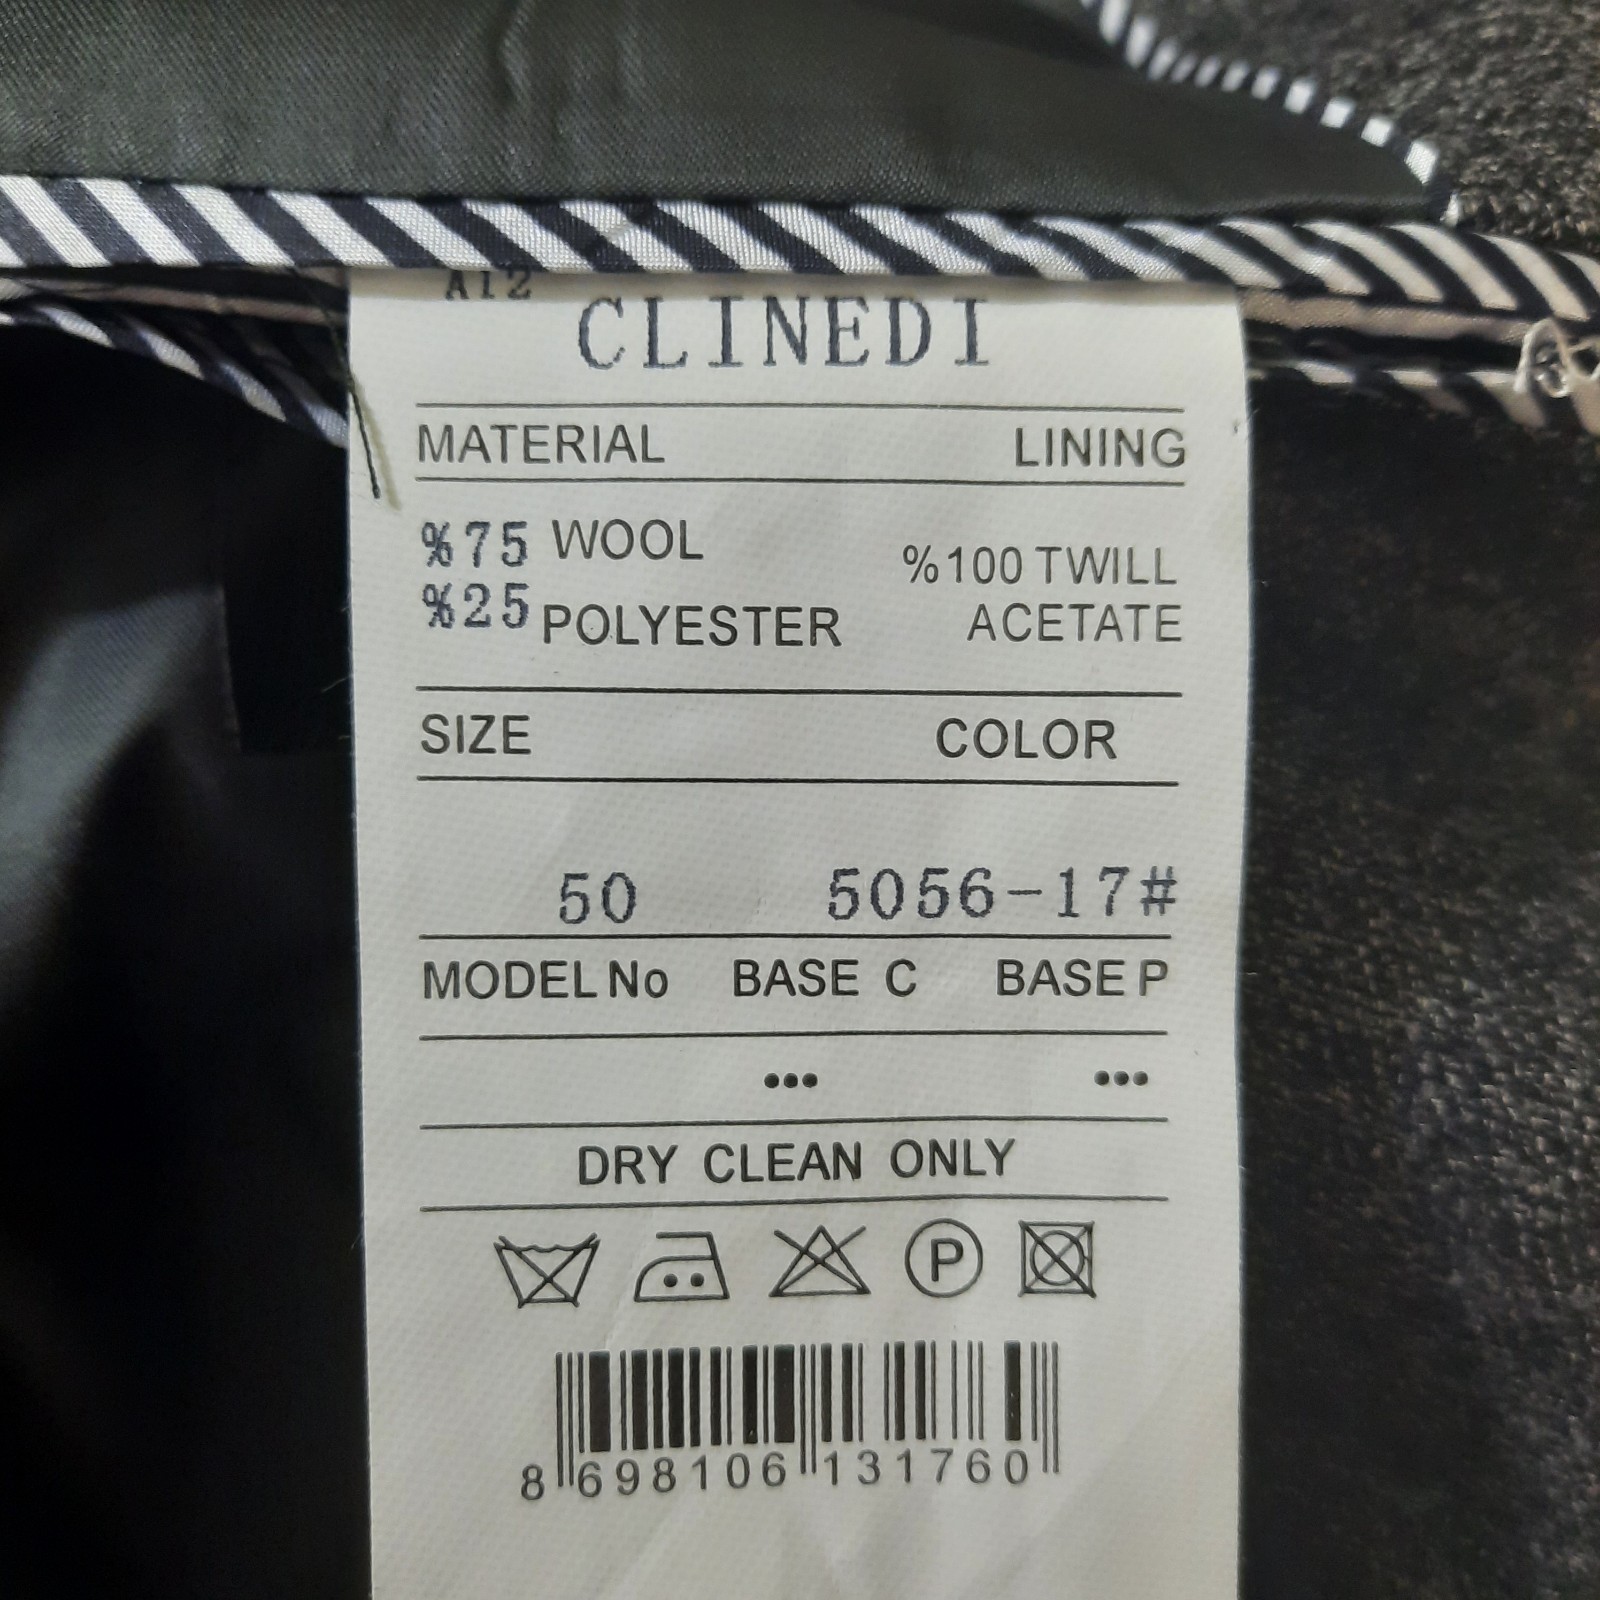 A12
CLINEDI
MATERIAL LINING
%75 WOOL
%100 TWILL
%25 POLYESTER ACETATE
SIZE COLOR
50 5056-17#
MODEL No BASE C BASE P
... ...
DRY CLEAN ONLY
P
8 698106 131760